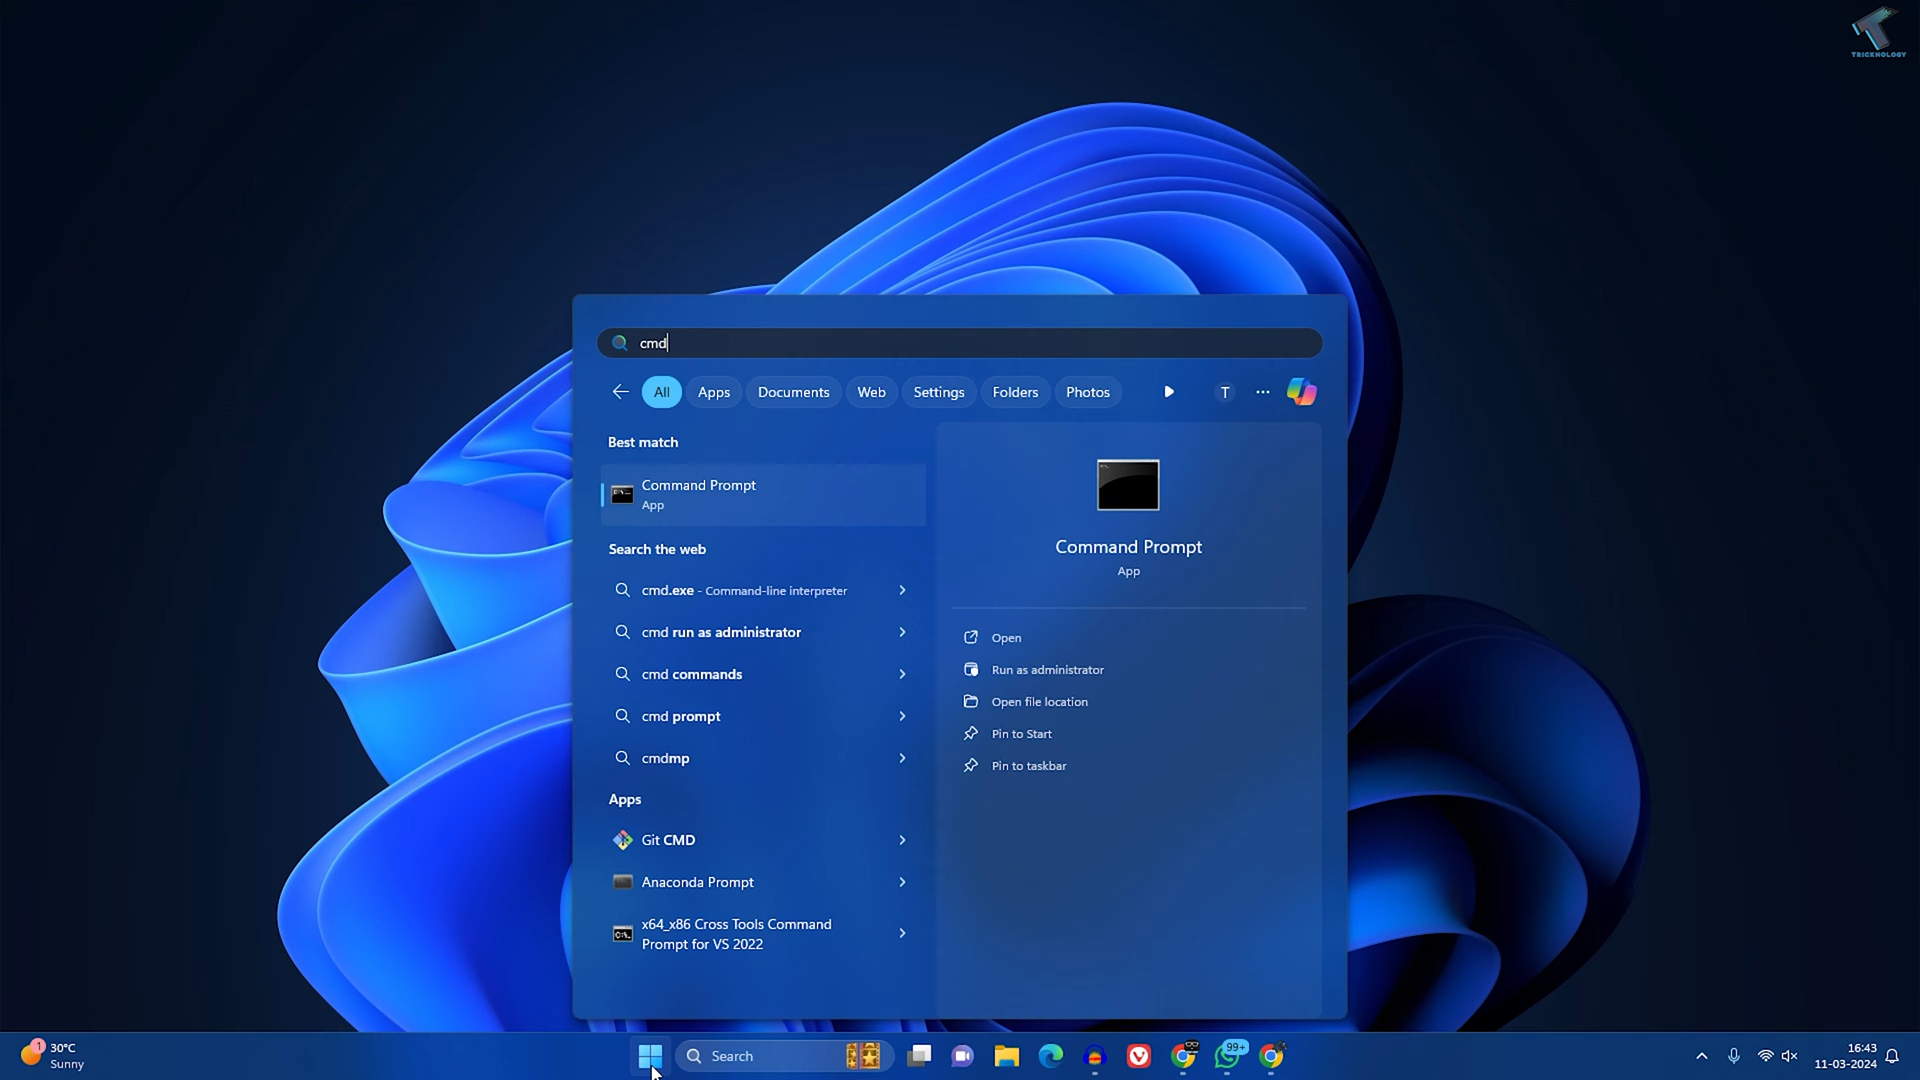 TRICKNOLOGY
cmd
All Apps Documents Web Settings Folders Photos T ...
Best match
Command Prompt
App
Search the web
cmd.exe - Command-line interpreter
cmd run as administrator
cmd commands
cmd prompt
cmdmp
Apps
Git CMD
Anaconda Prompt
x64_x86 Cross Tools Command
Prompt for VS 2022
Command Prompt
App
Open
Run as administrator
Open file location
Pin to Start
Pin to taskbar
1
30°C
Sunny
Search
99+
16:43
11-03-2024